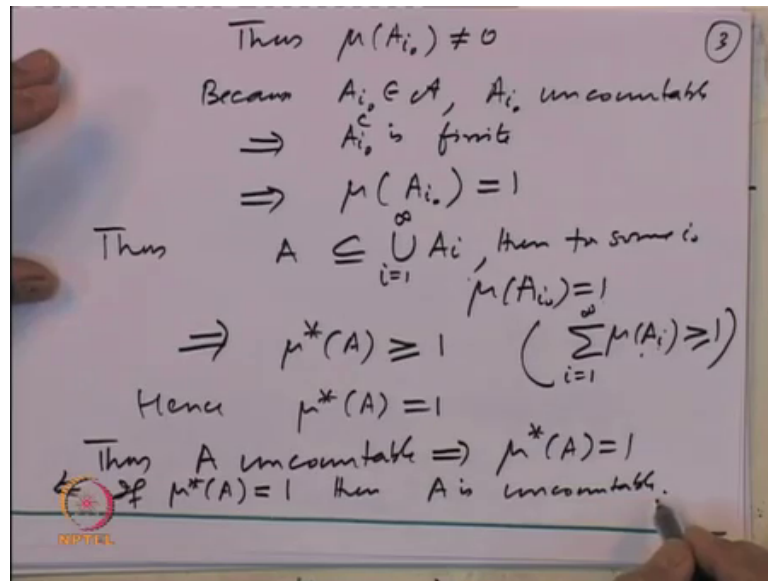 3
Thus μ(A_{i₀}) ≠ 0
Because A_{i₀} ∈ 𝒜, A_{i₀} uncountable
⟹ A_{i₀}^c is finite
⟹ μ(A_{i₀}) = 1
Thus A ⊆ ⋃_{i=1}^∞ A_i, then for some i₀
μ(A_{i₀}) = 1
⟹ μ*(A) ≥ 1 (∑_{i=1}^∞ μ(A_i) ≥ 1)
Hence μ*(A) = 1
Thus A uncountable ⟹ μ*(A) = 1
⇐ If μ*(A) = 1 then A is uncountable.
NPTEL